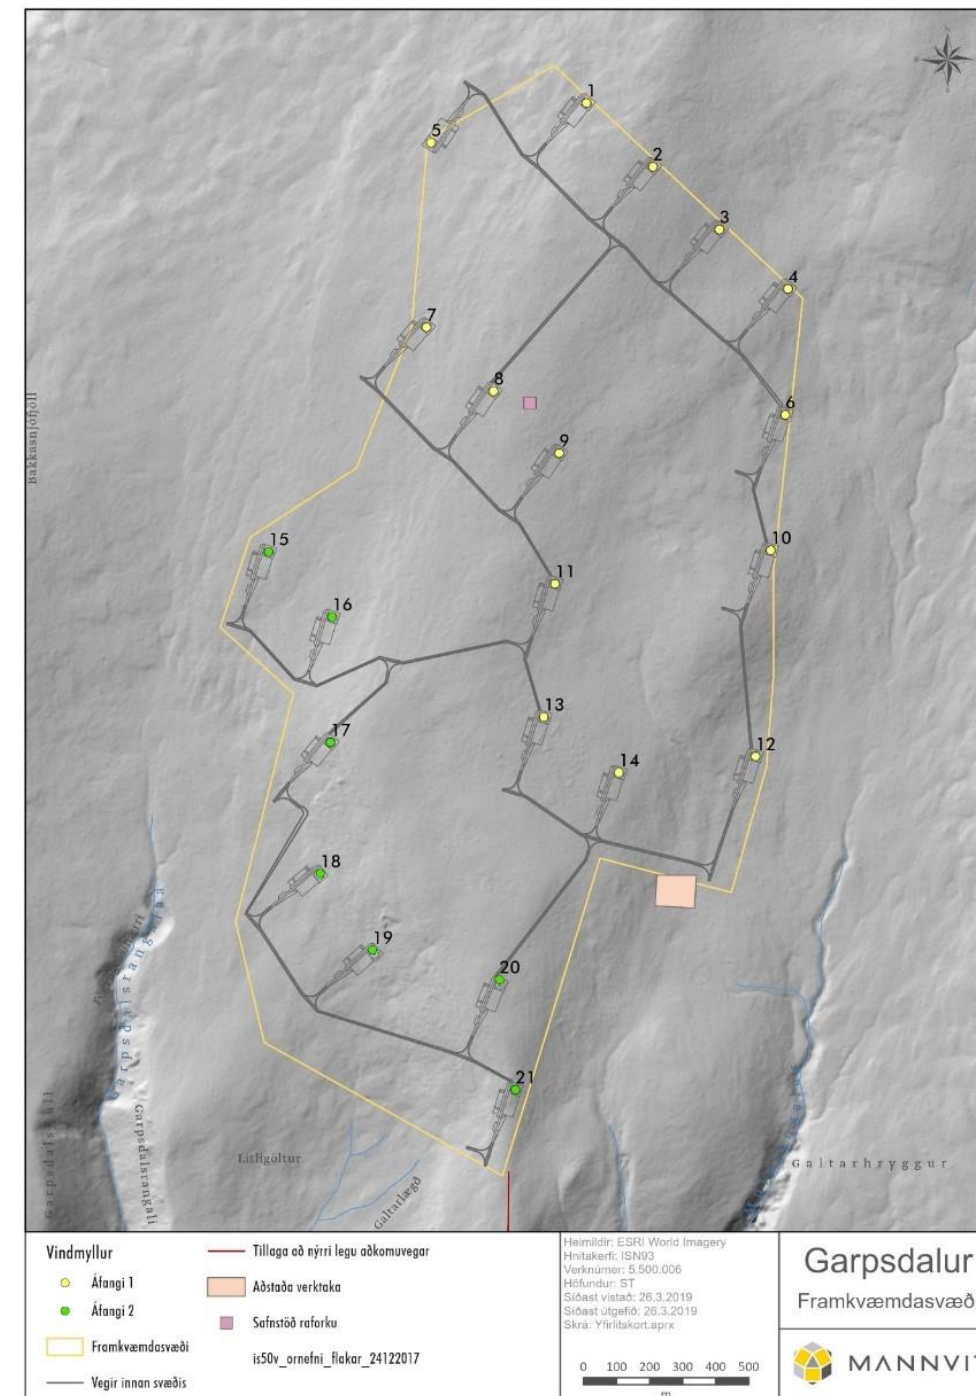 1
2
5
3
4
7
8
6
9
Bakkasnjófjöll
15
10
11
16
13
17
14
12
18
19
20
21
Garpsdalsrangali
Litligöltur
Galtarlægð
Galtarhryggur
Vindmyllur
Áfangi 1
Áfangi 2
Framkvæmdasvæði
Vegir innan svæðis
Tillaga að nýrri legu aðkomuvegar
Aðstaða verktaka
Safnstöð raforku
is50v_ornefni_flakar_24122017
Heimildir: ESRI World Imagery
Hnitakerfi: ISN93
Verknúmer: 5.500.006
Höfundur: ST
Síðast vistað: 26.3.2019
Síðast útgefið: 26.3.2019
Skrá: Yfirlitskort.aprx
0 100 200 300 400 500
m
Garpsdalur
Framkvæmdasvæð
MANNVIT